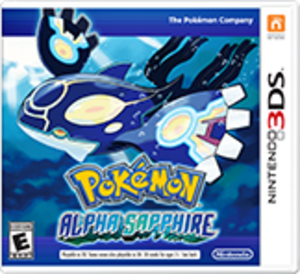 The Pokémon Company
NINTENDO 3DS
POKéMON
ALPHA SAPPHIRE
E
Nintendo